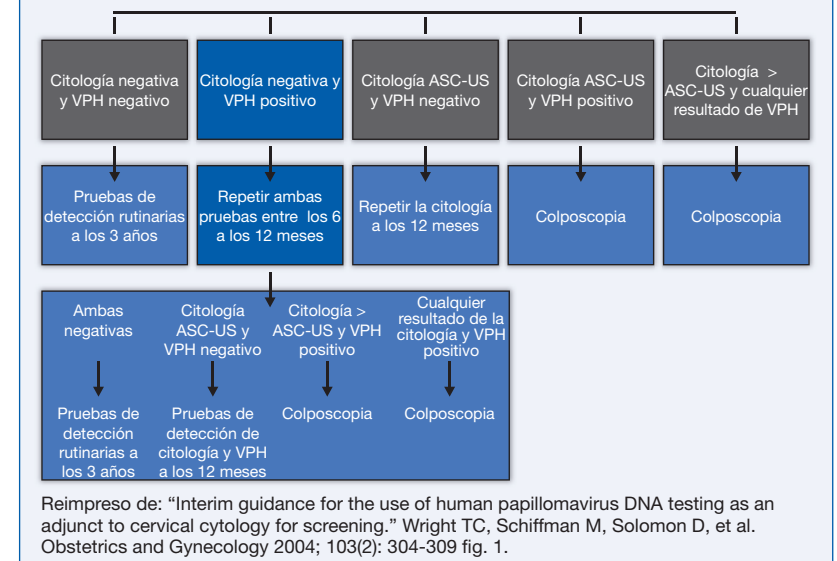 Citología negativa
y VPH negativo
Citología negativa y
VPH positivo
Citología ASC-US
y VPH negativo
Citología ASC-US
y VPH positivo
Citología >
ASC-US y cualquier
resultado de VPH
Pruebas de
detección rutinarias
a los 3 años
Repetir ambas
pruebas entre los 6
a los 12 meses
Repetir la citología
a los 12 meses
Colposcopia
Colposcopia
Ambas
negativas
Citología
ASC-US y
VPH negativo
Citología >
ASC-US y VPH
positivo
Cualquier
resultado de la
citología y VPH
positivo
Pruebas de
detección
rutinarias a
los 3 años
Pruebas de
detección de
citología y VPH
a los 12 meses
Colposcopia
Colposcopia
Reimpreso de: “Interim guidance for the use of human papillomavirus DNA testing as an
adjunct to cervical cytology for screening.” Wright TC, Schiffman M, Solomon D, et al.
Obstetrics and Gynecology 2004; 103(2): 304-309 fig. 1.